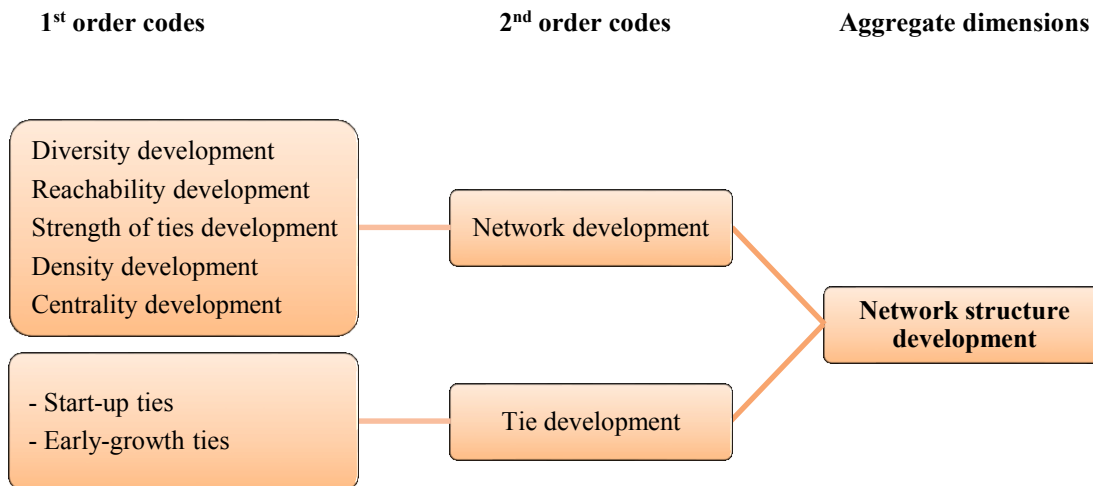 1st order codes
2nd order codes
Aggregate dimensions
Diversity development
Reachability development
Strength of ties development
Density development
Centrality development
Network development
Network structure
development
- Start-up ties
- Early-growth ties
Tie development